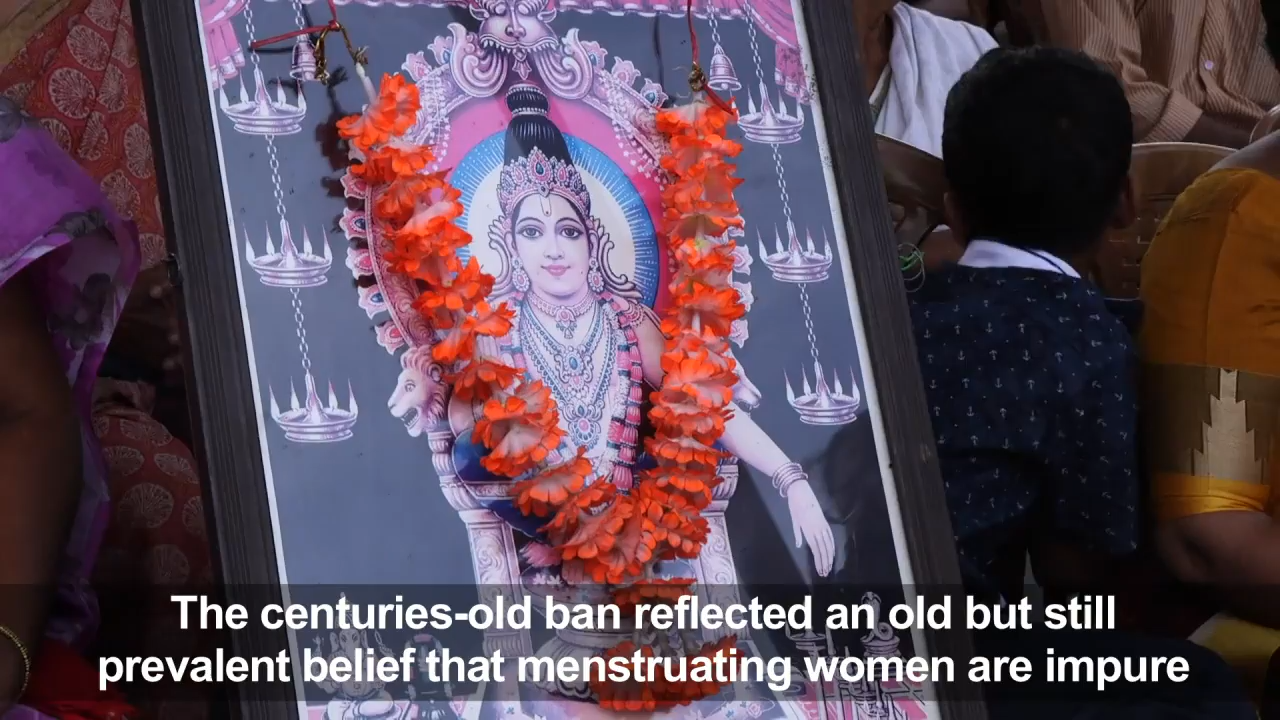 The centuries-old ban reflected an old but still
prevalent belief that menstruating women are impure